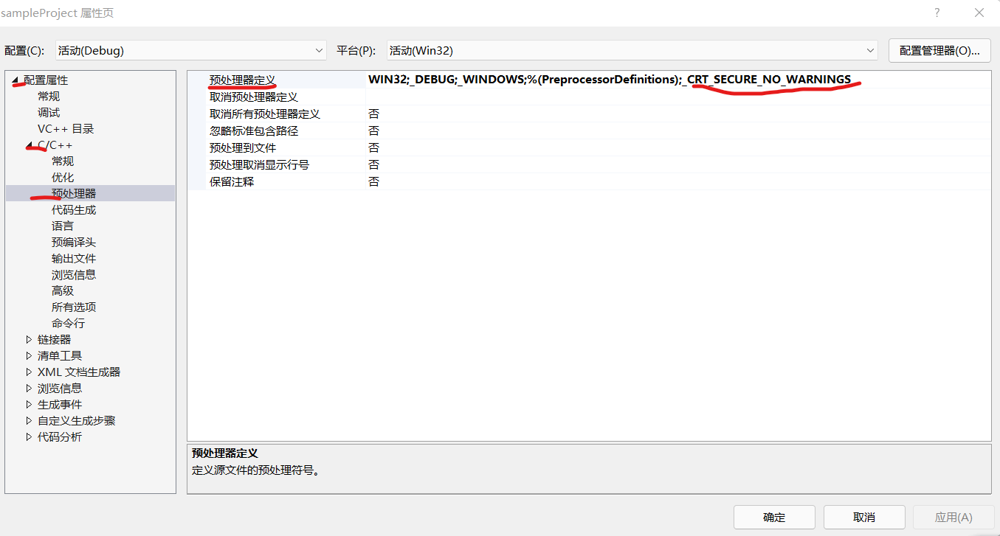 sampleProject 属性页
? ×
配置(C): 活动(Debug) 平台(P): 活动(Win32) 配置管理器(O)...
配置属性
常规
调试
VC++ 目录
C/C++
常规
优化
预处理器
代码生成
语言
预编译头
输出文件
浏览信息
高级
所有选项
命令行
链接器
清单工具
XML 文档生成器
浏览信息
生成事件
自定义生成步骤
代码分析
预处理器定义 WIN32;_DEBUG;_WINDOWS;%(PreprocessorDefinitions);_CRT_SECURE_NO_WARNINGS
取消预处理器定义
取消所有预处理器定义 否
忽略标准包含路径 否
预处理到文件 否
预处理取消显示行号 否
保留注释 否
预处理器定义
定义源文件的预处理符号。
确定 取消 应用(A)